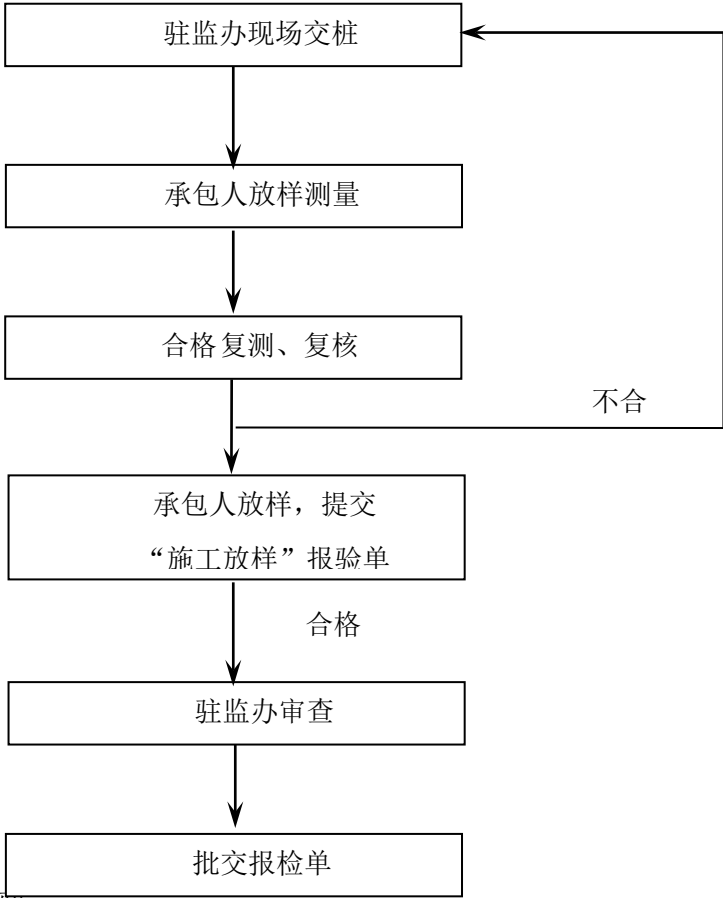 驻监办现场交桩
承包人放样测量
合格复测、复核
不合
承包人放样，提交
“施工放样”报验单
合格
驻监办审查
批交报检单